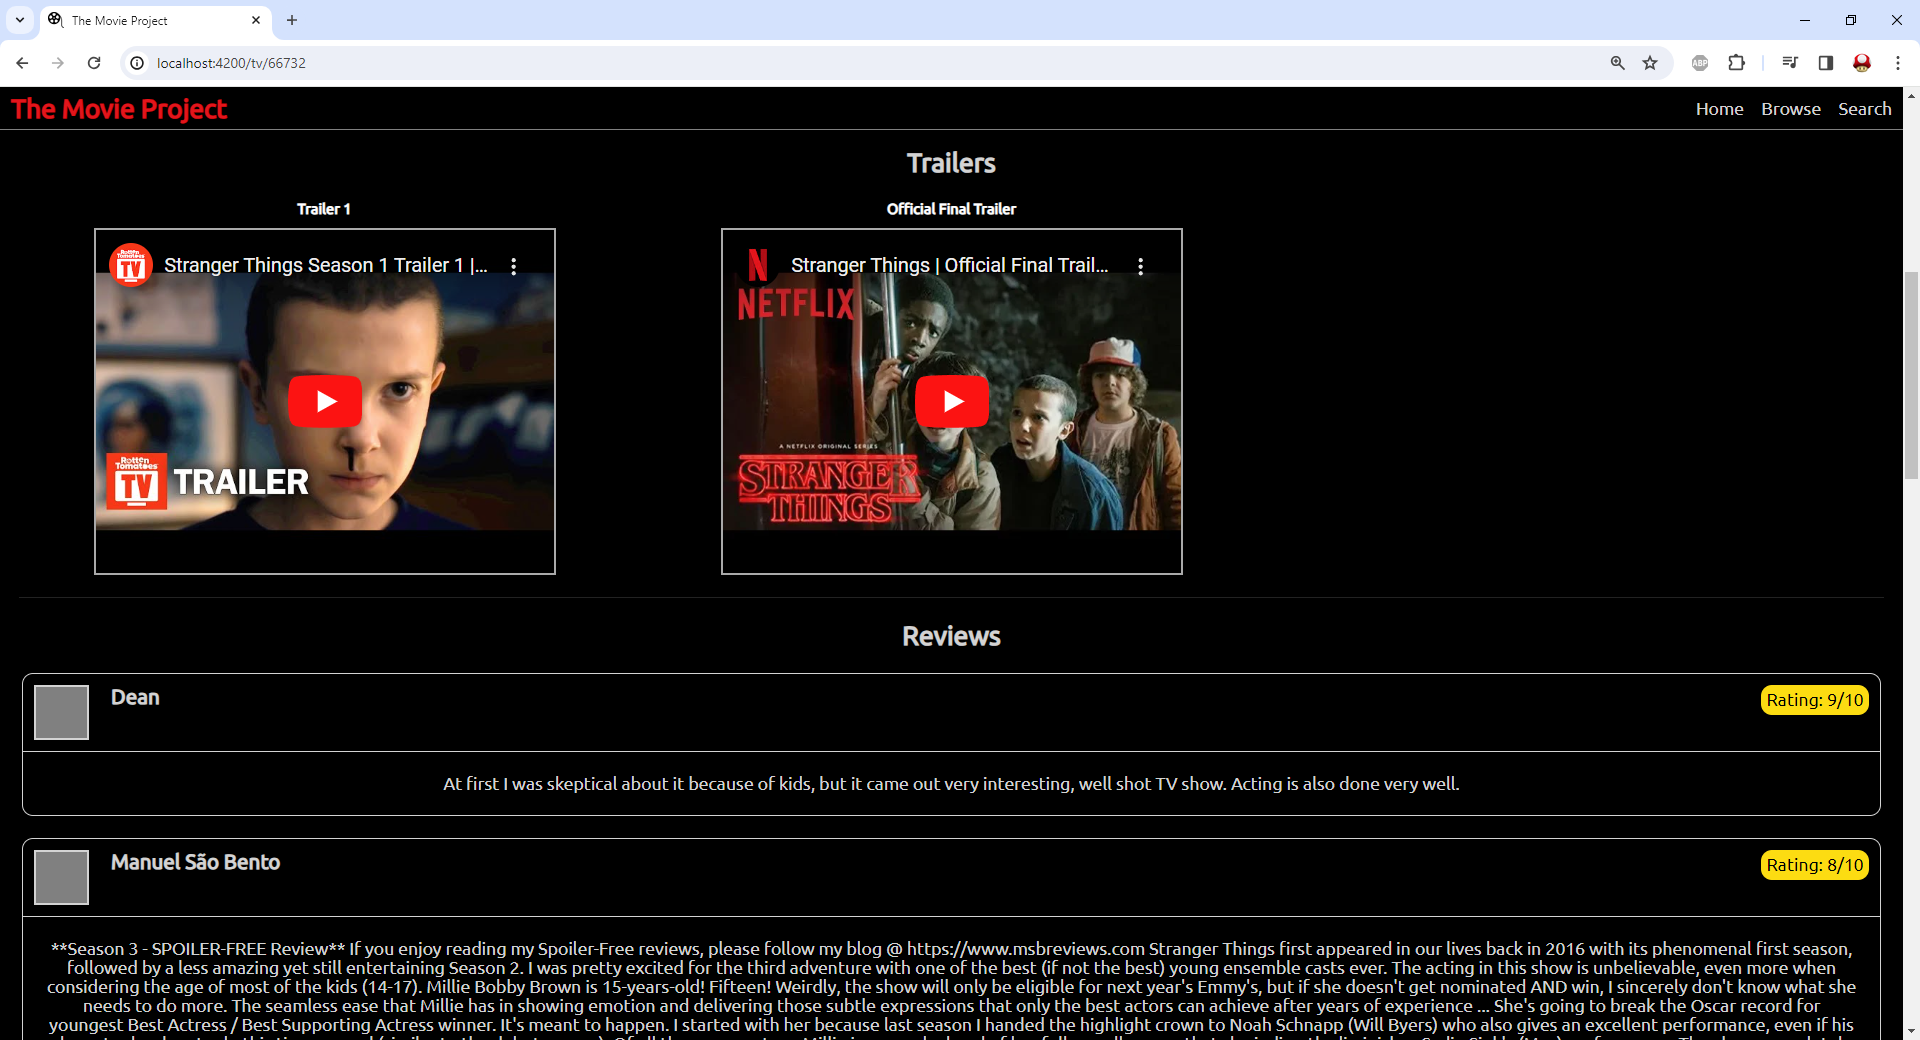 The Movie Project
localhost:4200/tv/66732
ABP
The Movie Project
Home Browse Search
Trailers
Trailer 1
Official Final Trailer
Rotten Tomatoes TV
Stranger Things Season 1 Trailer 1 |...
Rotten Tomatoes TV
TRAILER
N
Stranger Things | Official Final Trail...
NETFLIX
A NETFLIX ORIGINAL SERIES
STRANGER
THINGS
Reviews
Dean
Rating: 9/10
At first I was skeptical about it because of kids, but it came out very interesting, well shot TV show. Acting is also done very well.
Manuel São Bento
Rating: 8/10
**Season 3 - SPOILER-FREE Review** If you enjoy reading my Spoiler-Free reviews, please follow my blog @ https://www.msbreviews.com Stranger Things first appeared in our lives back in 2016 with its phenomenal first season,
followed by a less amazing yet still entertaining Season 2. I was pretty excited for the third adventure with one of the best (if not the best) young ensemble casts ever. The acting in this show is unbelievable, even more when
considering the age of most of the kids (14-17). Millie Bobby Brown is 15-years-old! Fifteen! Weirdly, the show will only be eligible for next year's Emmy's, but if she doesn't get nominated AND win, I sincerely don't know what she
needs to do more. The seamless ease that Millie has in showing emotion and delivering those subtle expressions that only the best actors can achieve after years of experience ... She's going to break the Oscar record for
youngest Best Actress / Best Supporting Actress winner. It's meant to happen. I started with her because last season I handed the highlight crown to Noah Schnapp (Will Byers) who also gives an excellent performance, even if his